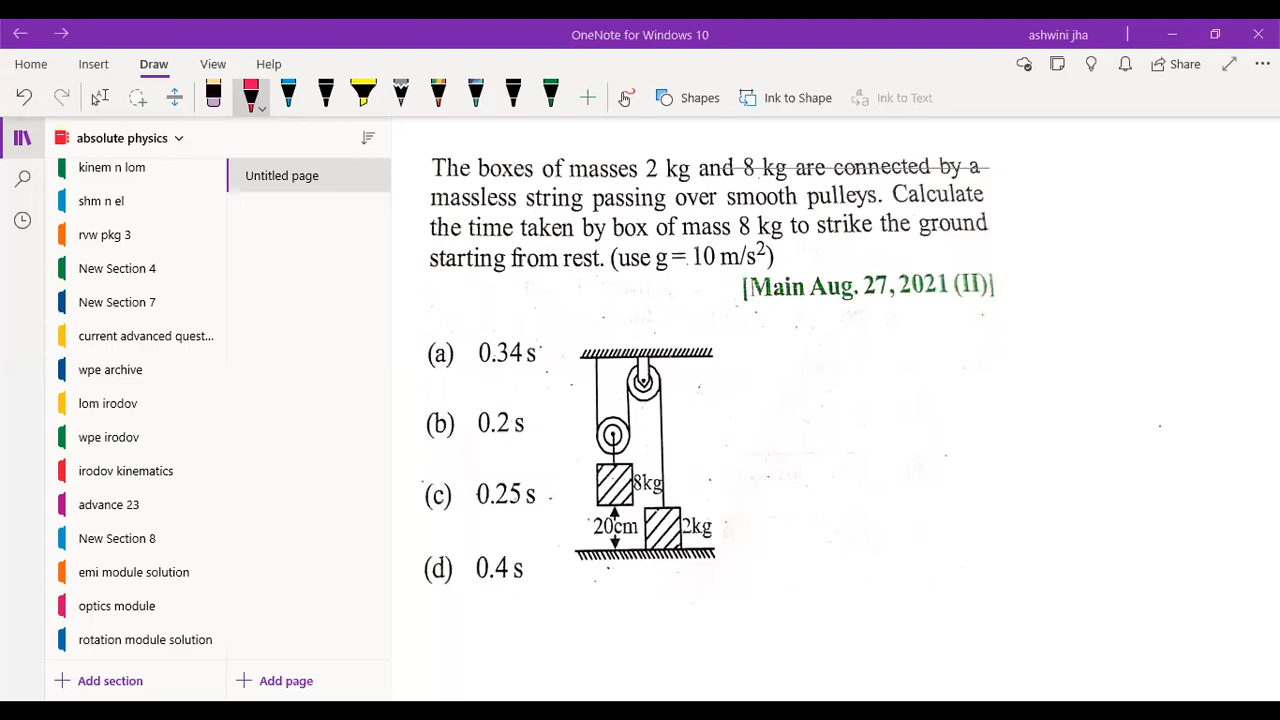 OneNote for Windows 10
ashwini jha
Home Insert Draw View Help
Share
Shapes Ink to Shape Ink to Text
absolute physics
kinem n lom
shm n el
rvw pkg 3
New Section 4
New Section 7
current advanced quest...
wpe archive
lom irodov
wpe irodov
irodov kinematics
advance 23
New Section 8
emi module solution
optics module
rotation module solution
Add section
Untitled page
Add page
The boxes of masses 2 kg and 8 kg are connected by a
massless string passing over smooth pulleys. Calculate
the time taken by box of mass 8 kg to strike the ground
starting from rest. (use g = 10 m/s²)
[Main Aug. 27, 2021 (II)]
(a) 0.34 s
(b) 0.2 s
(c) 0.25 s
(d) 0.4 s
8kg
20cm
2kg